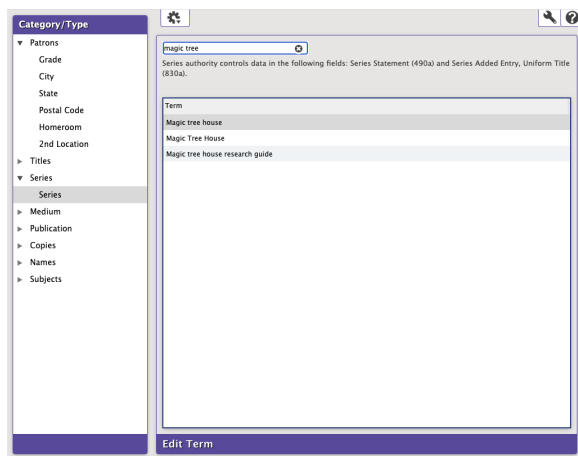 Category/Type
Patrons
Grade
City
State
Postal Code
Homeroom
2nd Location
Titles
Series
Series
Medium
Publication
Copies
Names
Subjects
magic tree
Series authority controls data in the following fields: Series Statement (490a) and Series Added Entry, Uniform Title
(830a).
Term
Magic tree house
Magic Tree House
Magic tree house research guide
Edit Term